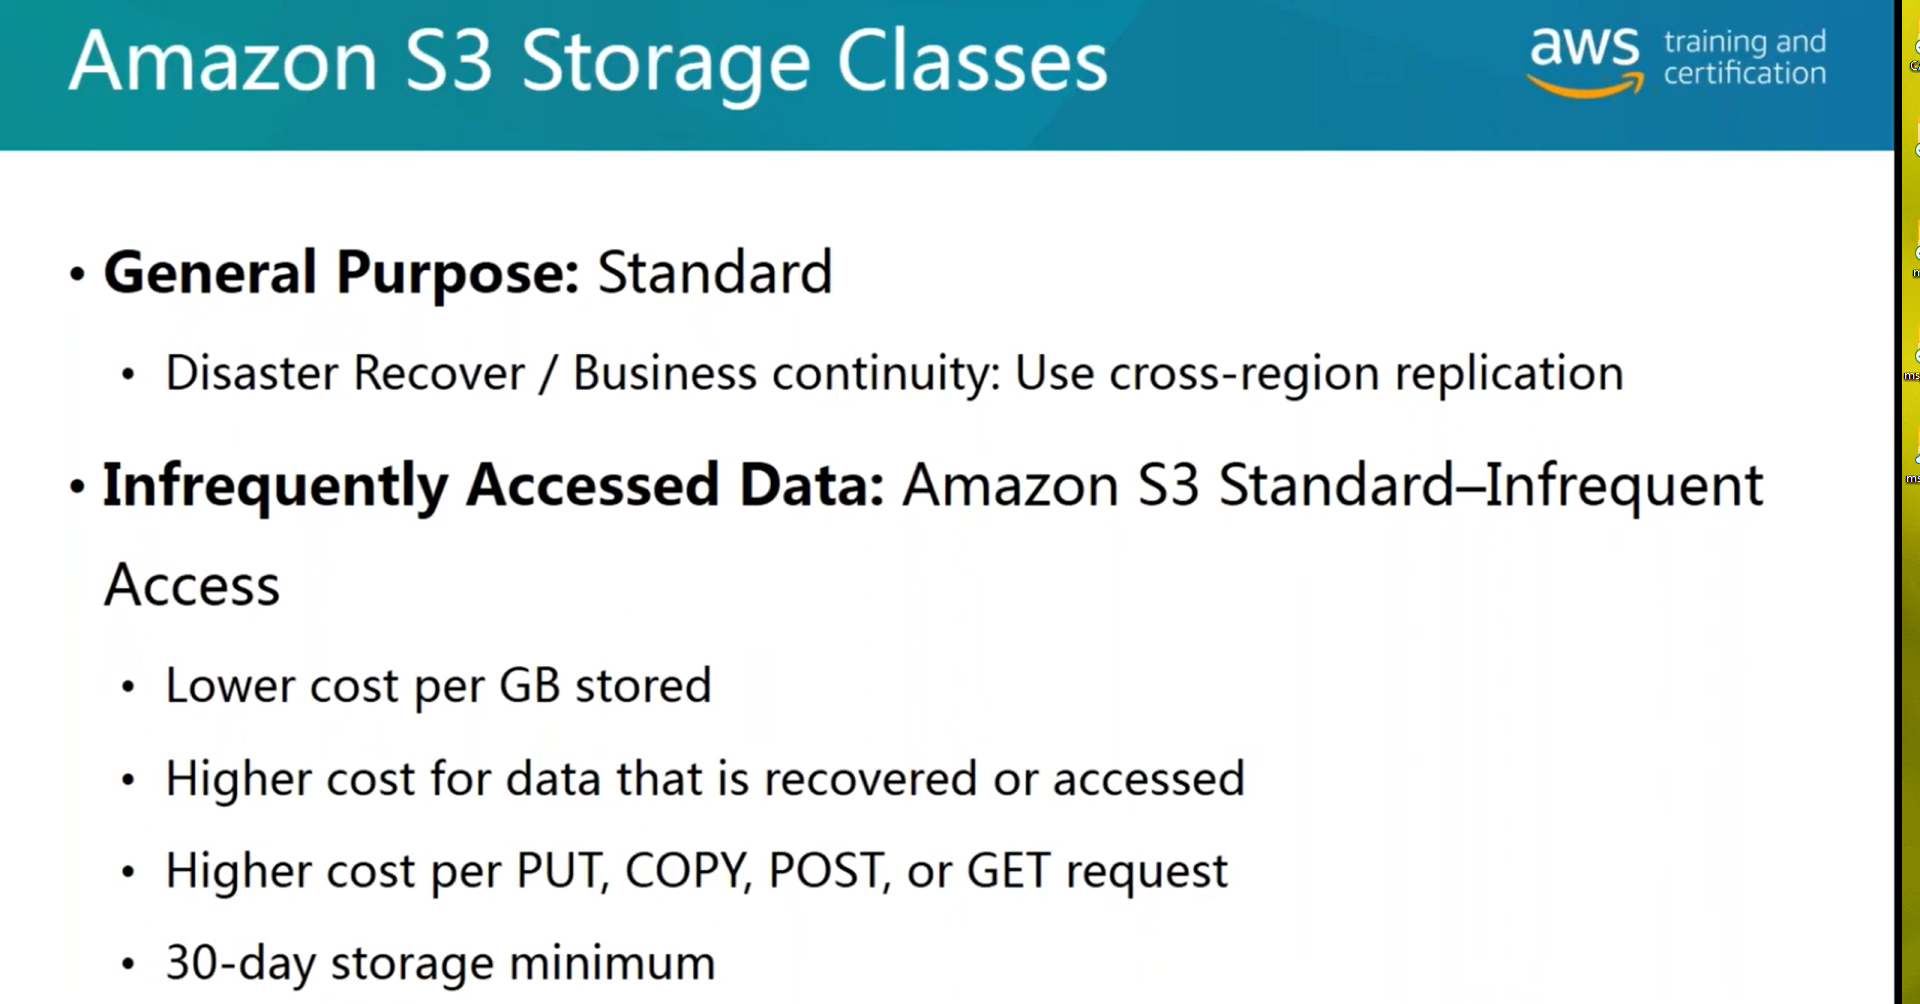 Amazon S3 Storage Classes
aws training and
certification
• General Purpose: Standard
• Disaster Recover / Business continuity: Use cross-region replication
• Infrequently Accessed Data: Amazon S3 Standard–Infrequent
Access
• Lower cost per GB stored
• Higher cost for data that is recovered or accessed
• Higher cost per PUT, COPY, POST, or GET request
• 30-day storage minimum